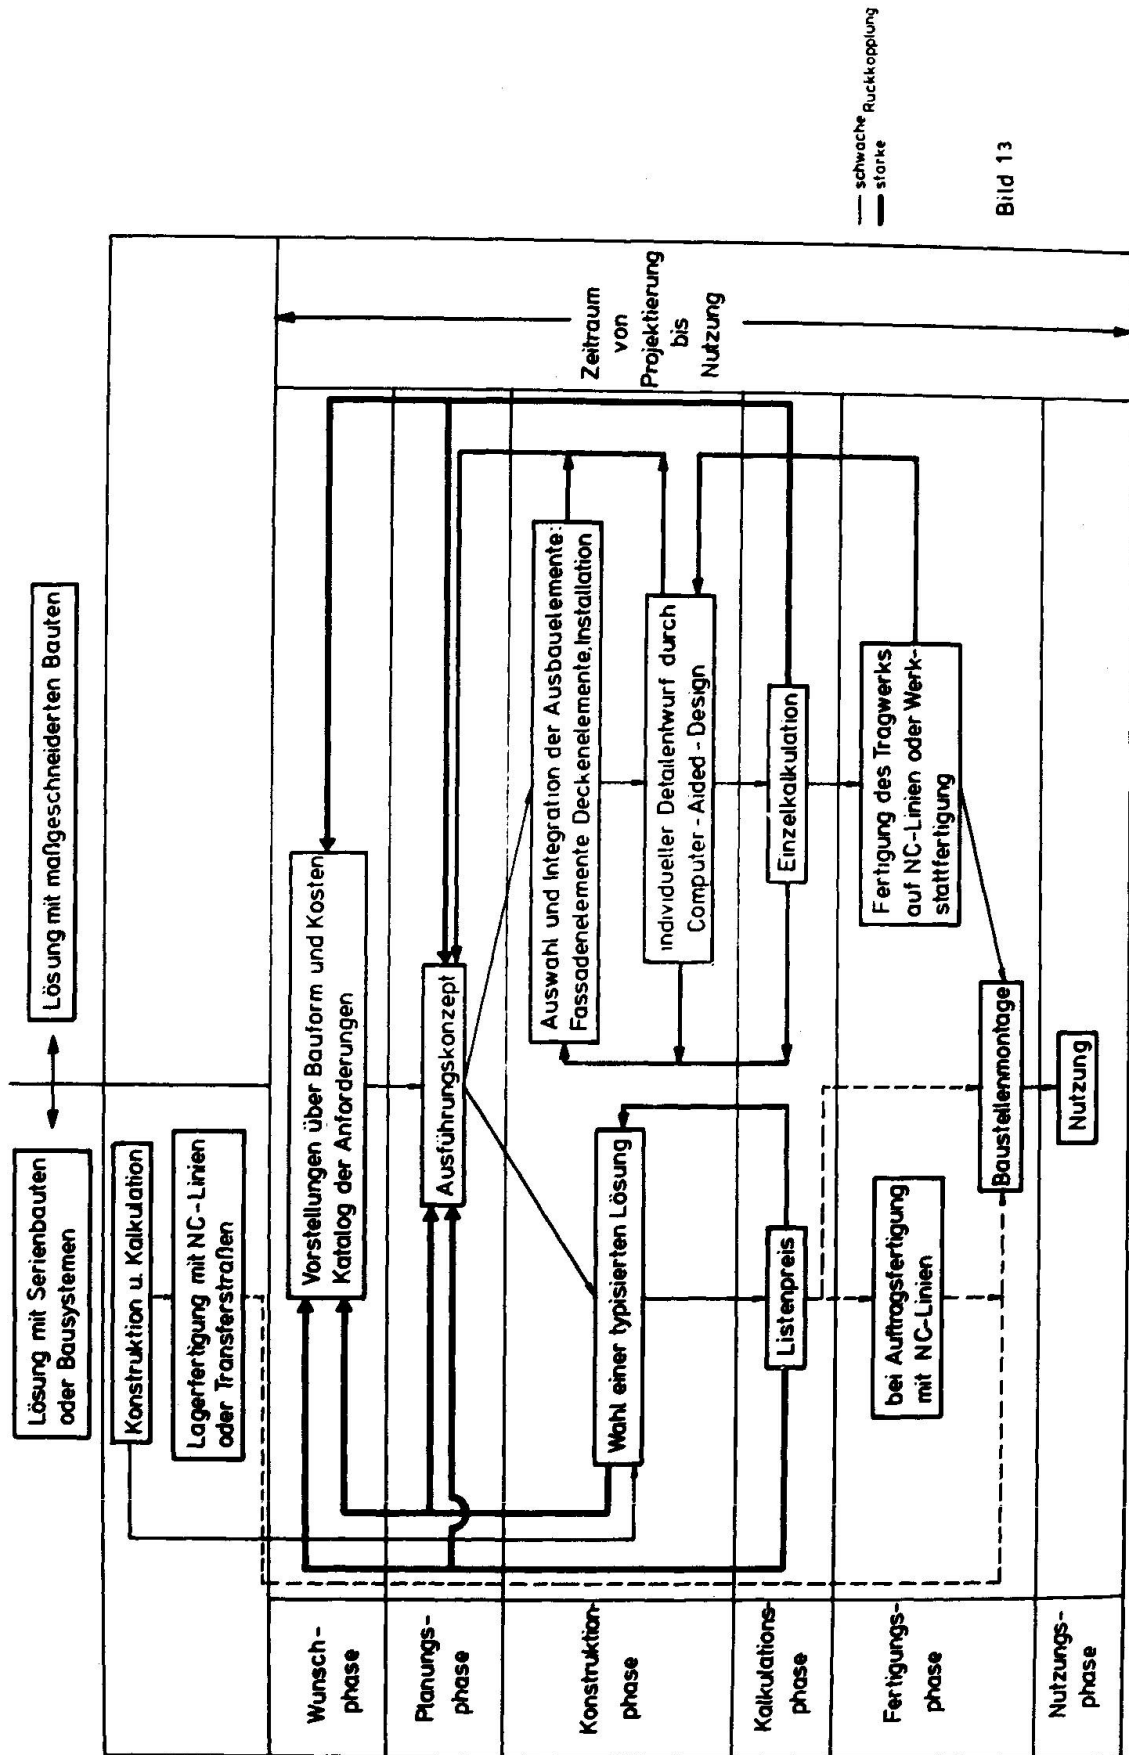 Lösung mit Serienbauten
oder Bausystemen
Lösung mit maßgeschneiderten Bauten
Konstruktion u. Kalkulation
Lagerfertigung mit NC-Linien
oder Transferstraßen
Wunsch-
phase
Vorstellungen über Bauform und Kosten
Katalog der Anforderungen
Planungs-
phase
Ausführungskonzept
Konstruktion-
phase
Wahl einer typisierten Lösung
Auswahl und Integration der Ausbauelemente:
Fassadenelemente Deckenelemente, Installation
individueller Detailentwurf durch
Computer-Aided-Design
Kalkulations-
phase
Listenpreis
Einzelkalkulation
Fertigungs-
phase
bei Auftragsfertigung
mit NC-Linien
Fertigung des Tragwerks
auf NC-Linien oder Werk-
stattfertigung
Baustellenmontage
Nutzungs-
phase
Nutzung
Zeitraum
von
Projektierung
bis
Nutzung
schwache
Ruckkopplung
starke
Bild 13